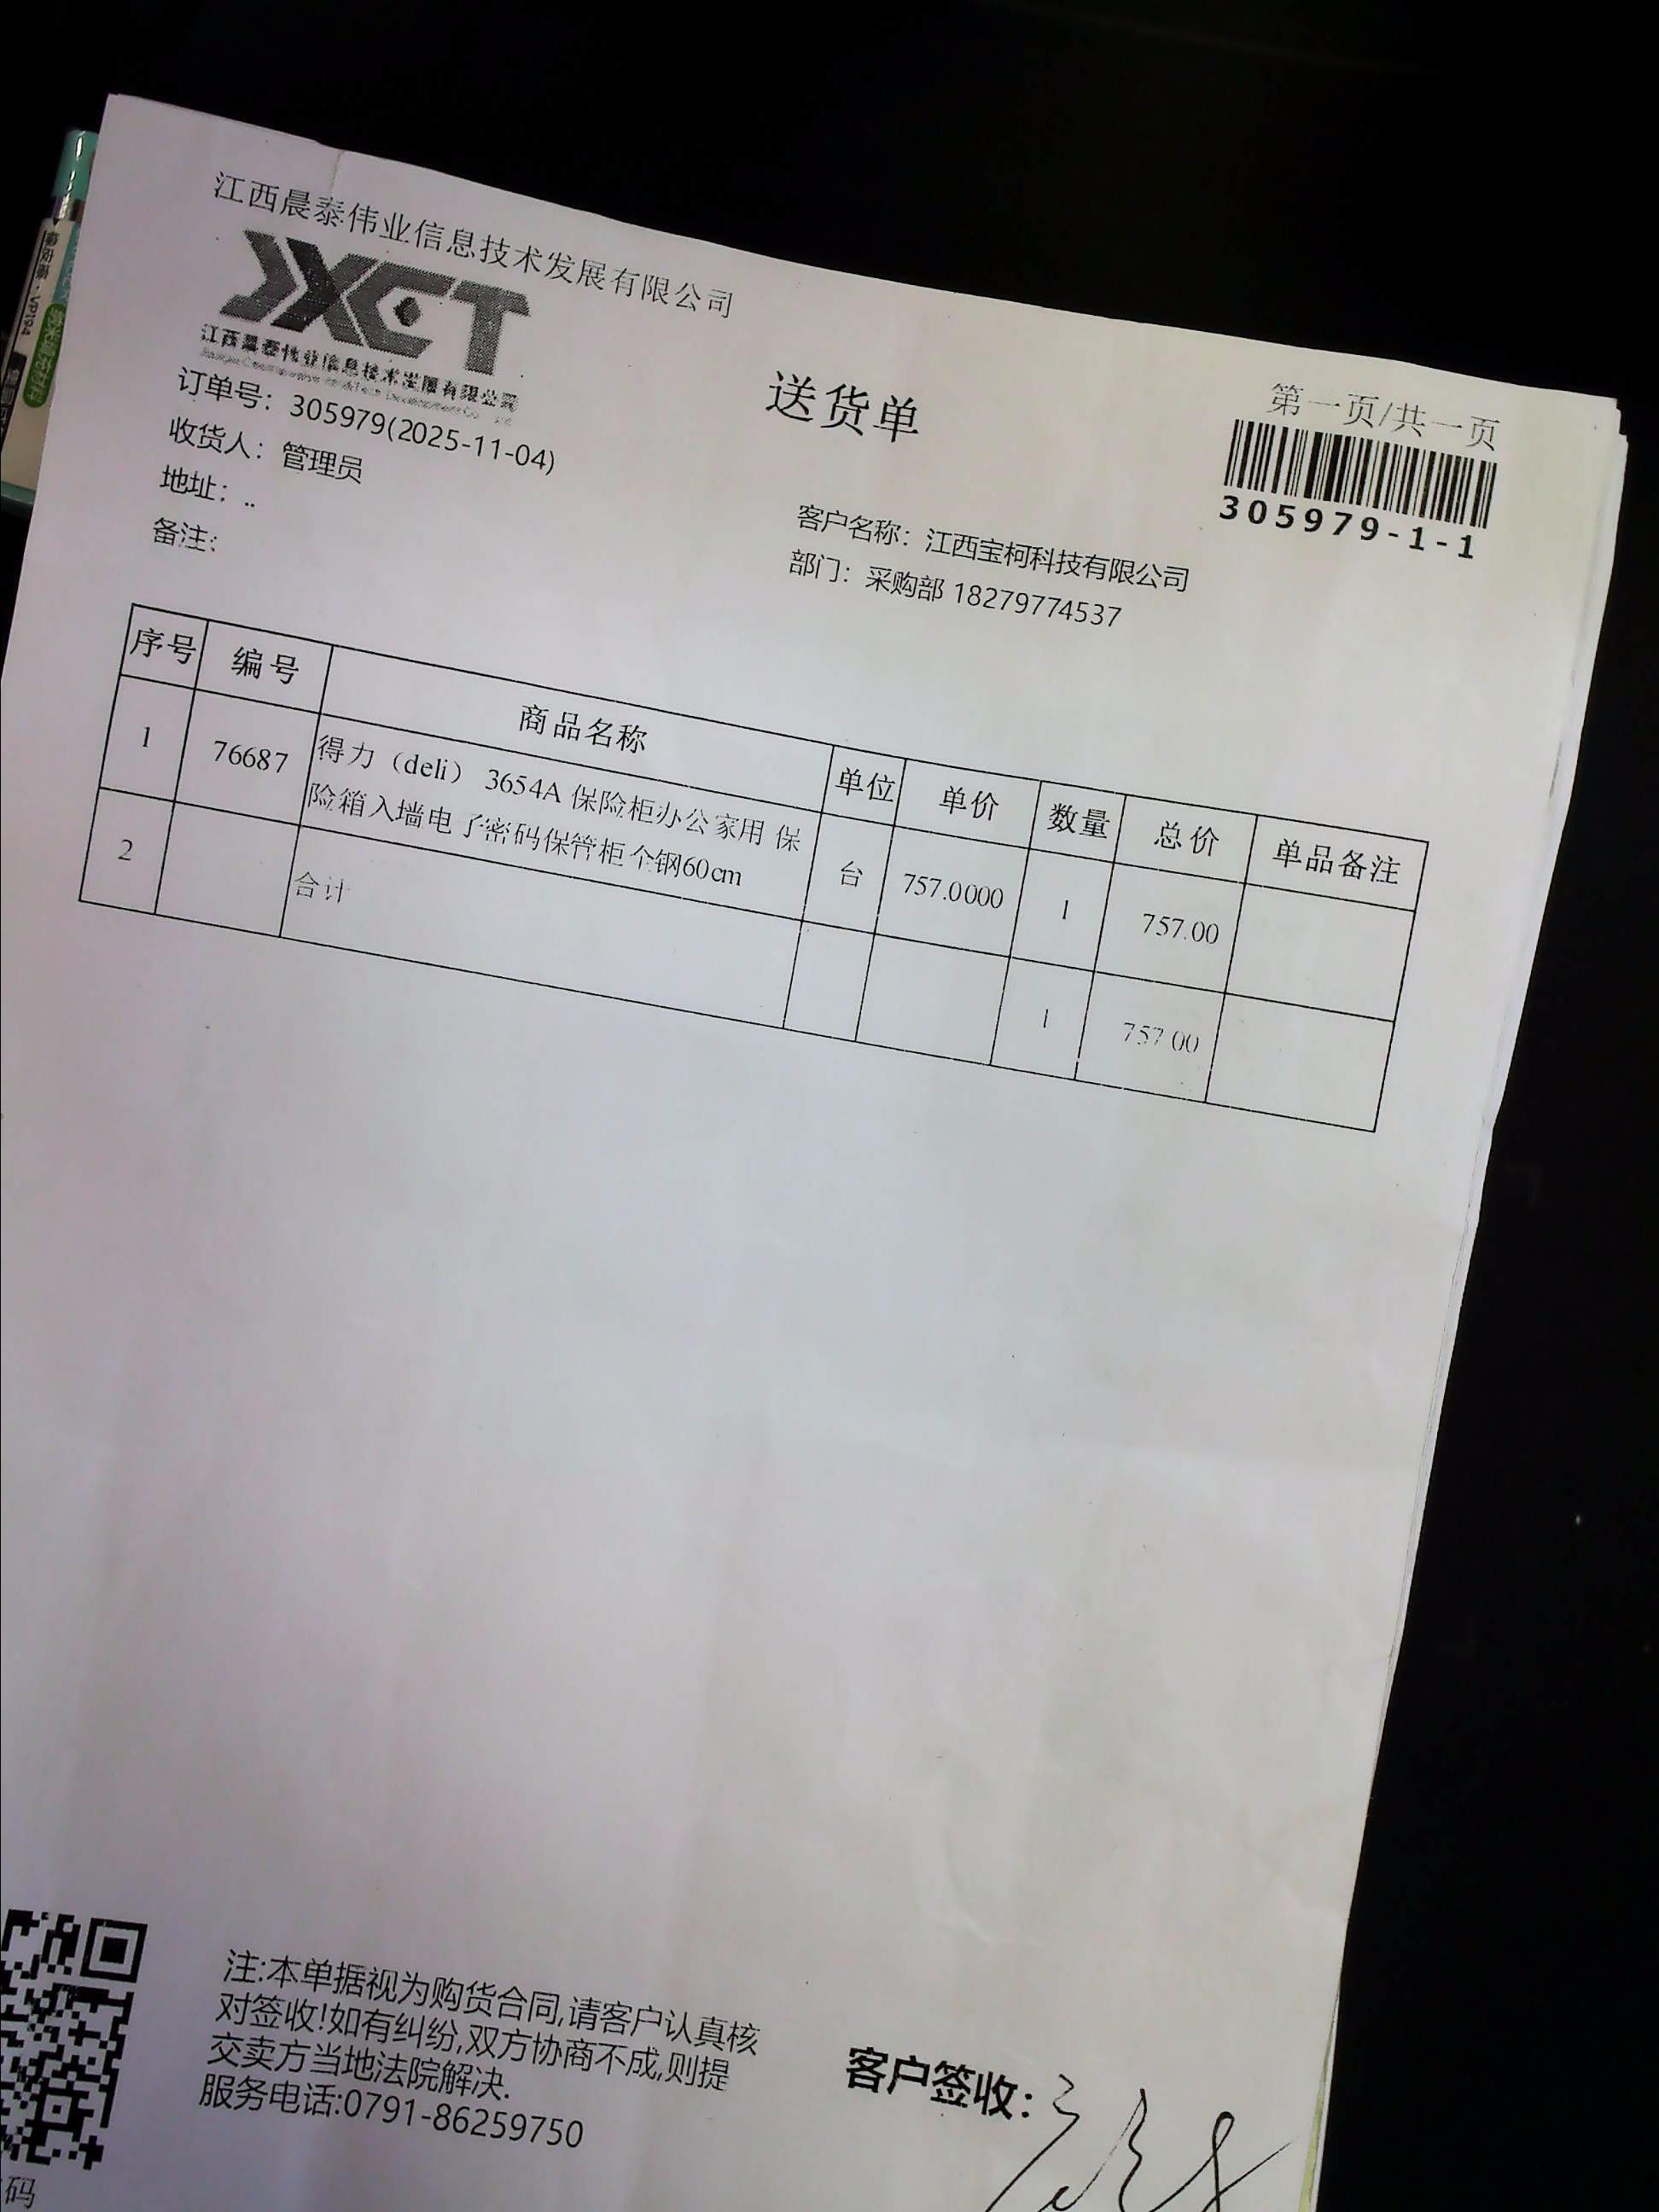 江西晨泰伟业信息技术发展有限公司
JXCT
江西晨泰伟业信息技术发展有限公司
订单号：305979(2025-11-04)
收货人：管理员
地址：..
备注：
送货单
第一页/共一页
305979-1-1
客户名称：江西宝柯科技有限公司
部门：采购部 18279774537
序号 编号 商品名称 单位 单价 数量 总价 单品备注
1 76687 得力（deli） 3654A 保险柜办公家用 保
险箱入墙电子密码保管柜全钢60cm 台 757.0000 1 757.00
2 合计 1 757.00
注:本单据视为购货合同,请客户认真核
对签收!如有纠纷,双方协商不成,则提
交卖方当地法院解决.
服务电话:0791-86259750
客户签收：
码